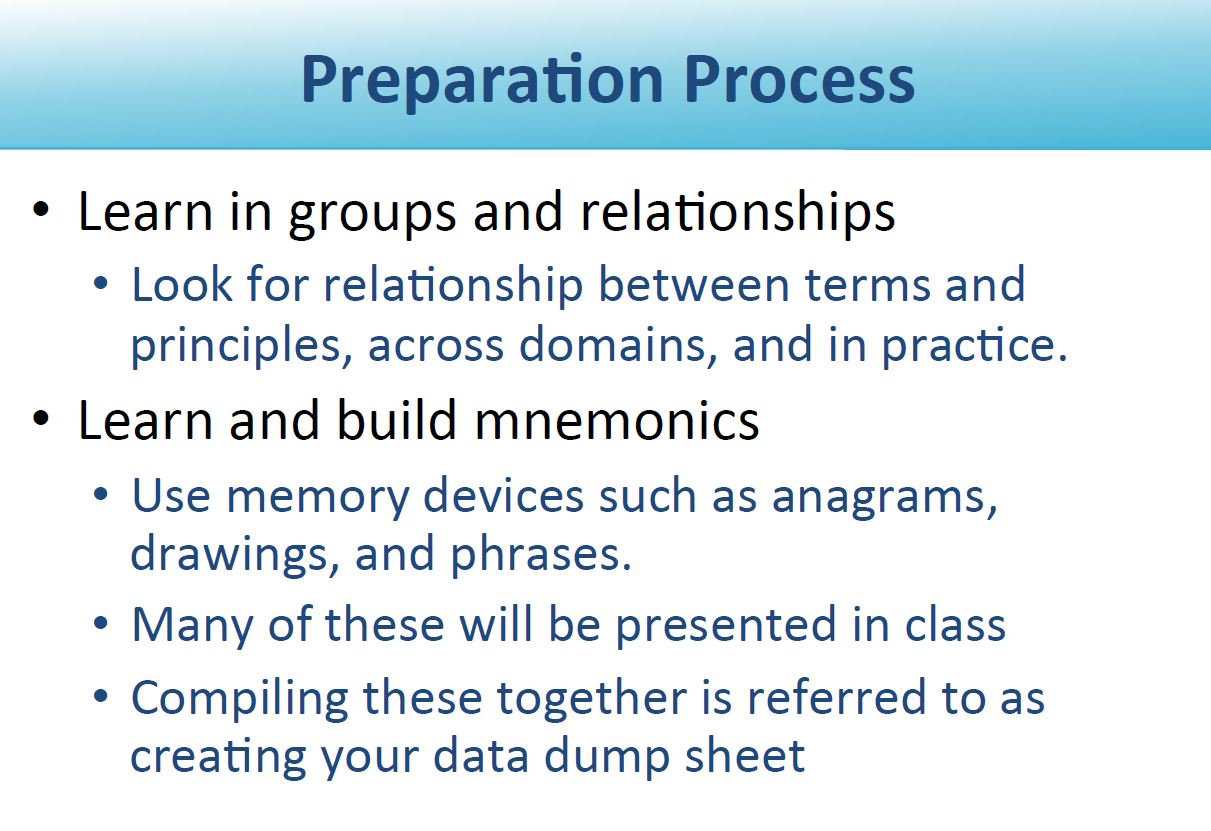 Preparation Process
• Learn in groups and relationships
• Look for relationship between terms and
principles, across domains, and in practice.
• Learn and build mnemonics
• Use memory devices such as anagrams,
drawings, and phrases.
• Many of these will be presented in class
• Compiling these together is referred to as
creating your data dump sheet